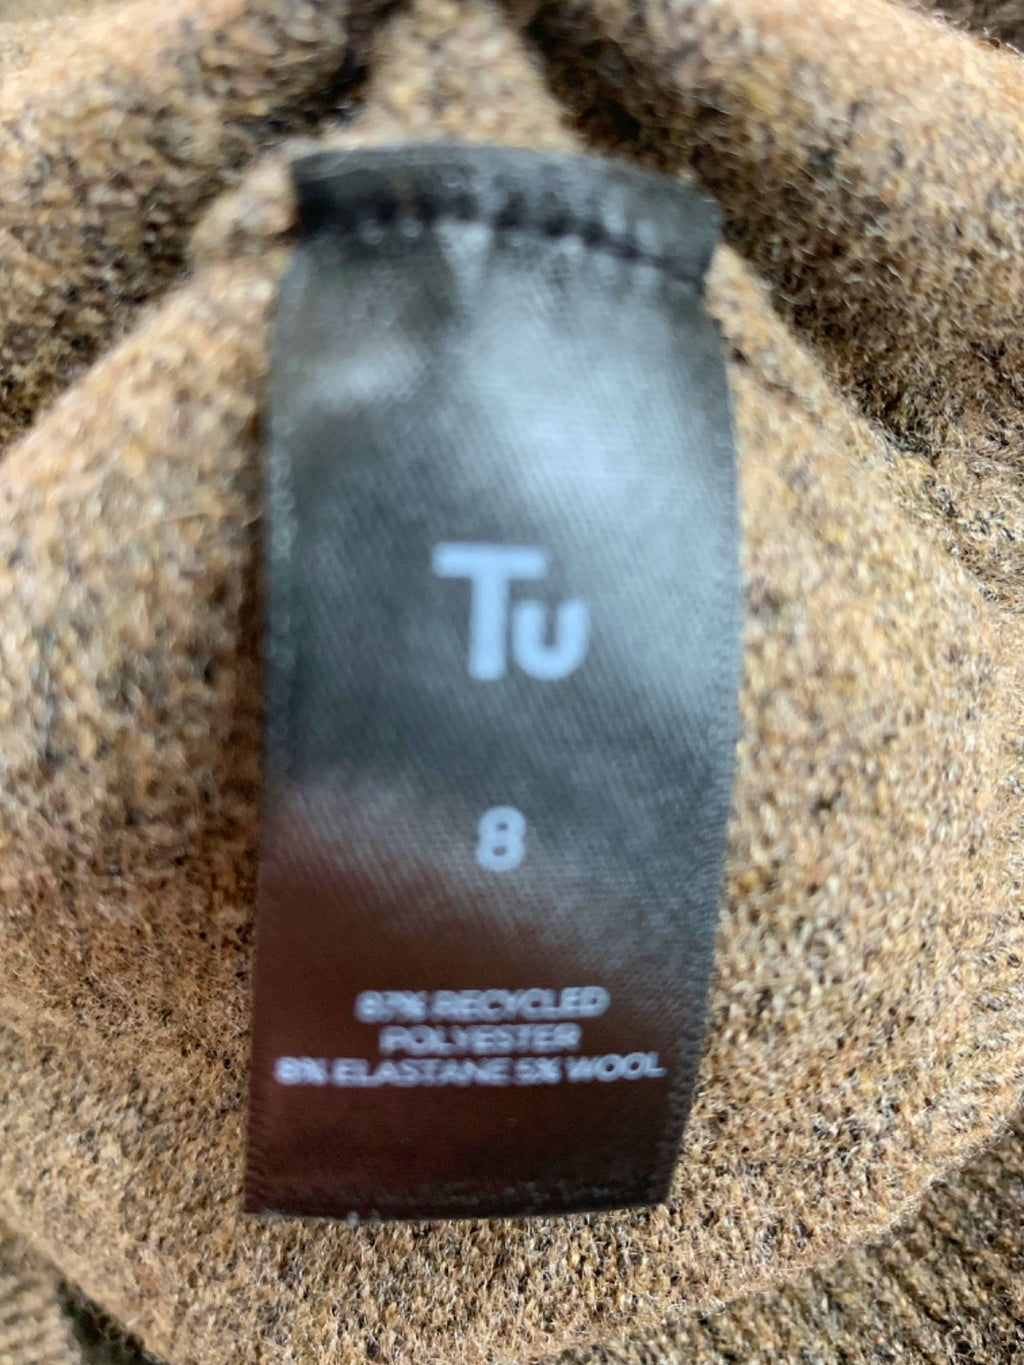 Tu
8
87% RECYCLED
POLYESTER
8% ELASTANE 5% WOOL